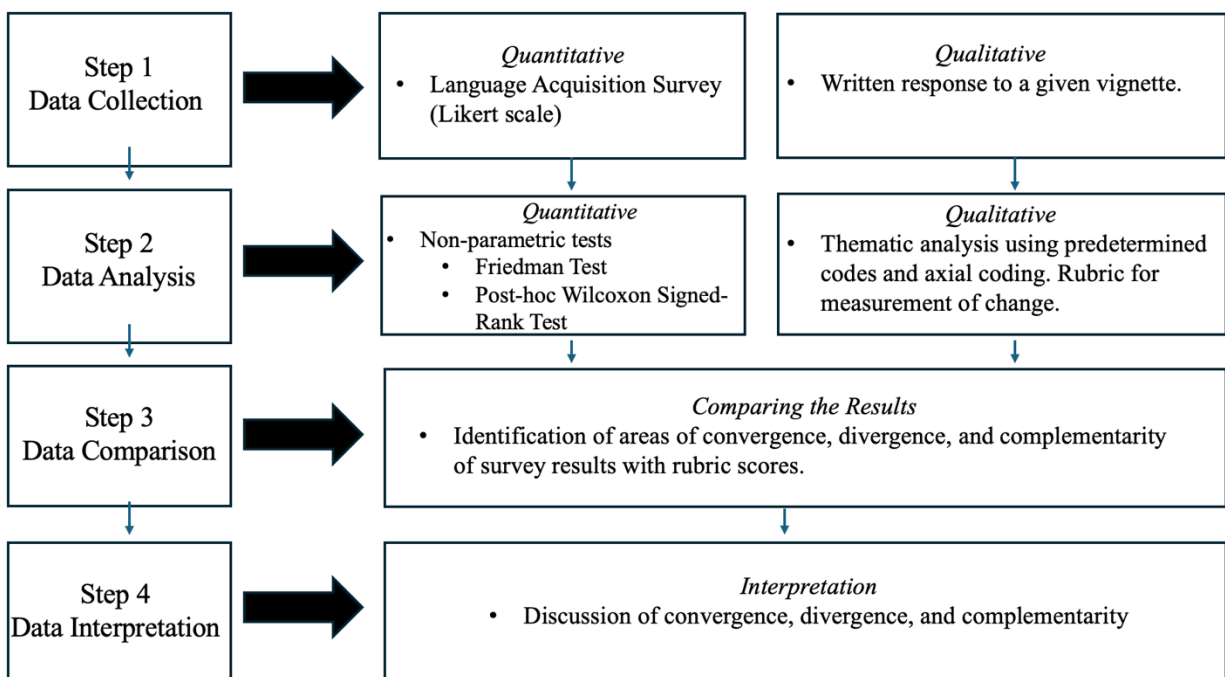 Step 1
Data Collection
Quantitative
• Language Acquisition Survey
(Likert scale)
Qualitative
• Written response to a given vignette.
Step 2
Data Analysis
Quantitative
• Non-parametric tests
• Friedman Test
• Post-hoc Wilcoxon Signed-
Rank Test
Qualitative
• Thematic analysis using predetermined
codes and axial coding. Rubric for
measurement of change.
Step 3
Data Comparison
Comparing the Results
• Identification of areas of convergence, divergence, and complementarity
of survey results with rubric scores.
Step 4
Data Interpretation
Interpretation
• Discussion of convergence, divergence, and complementarity